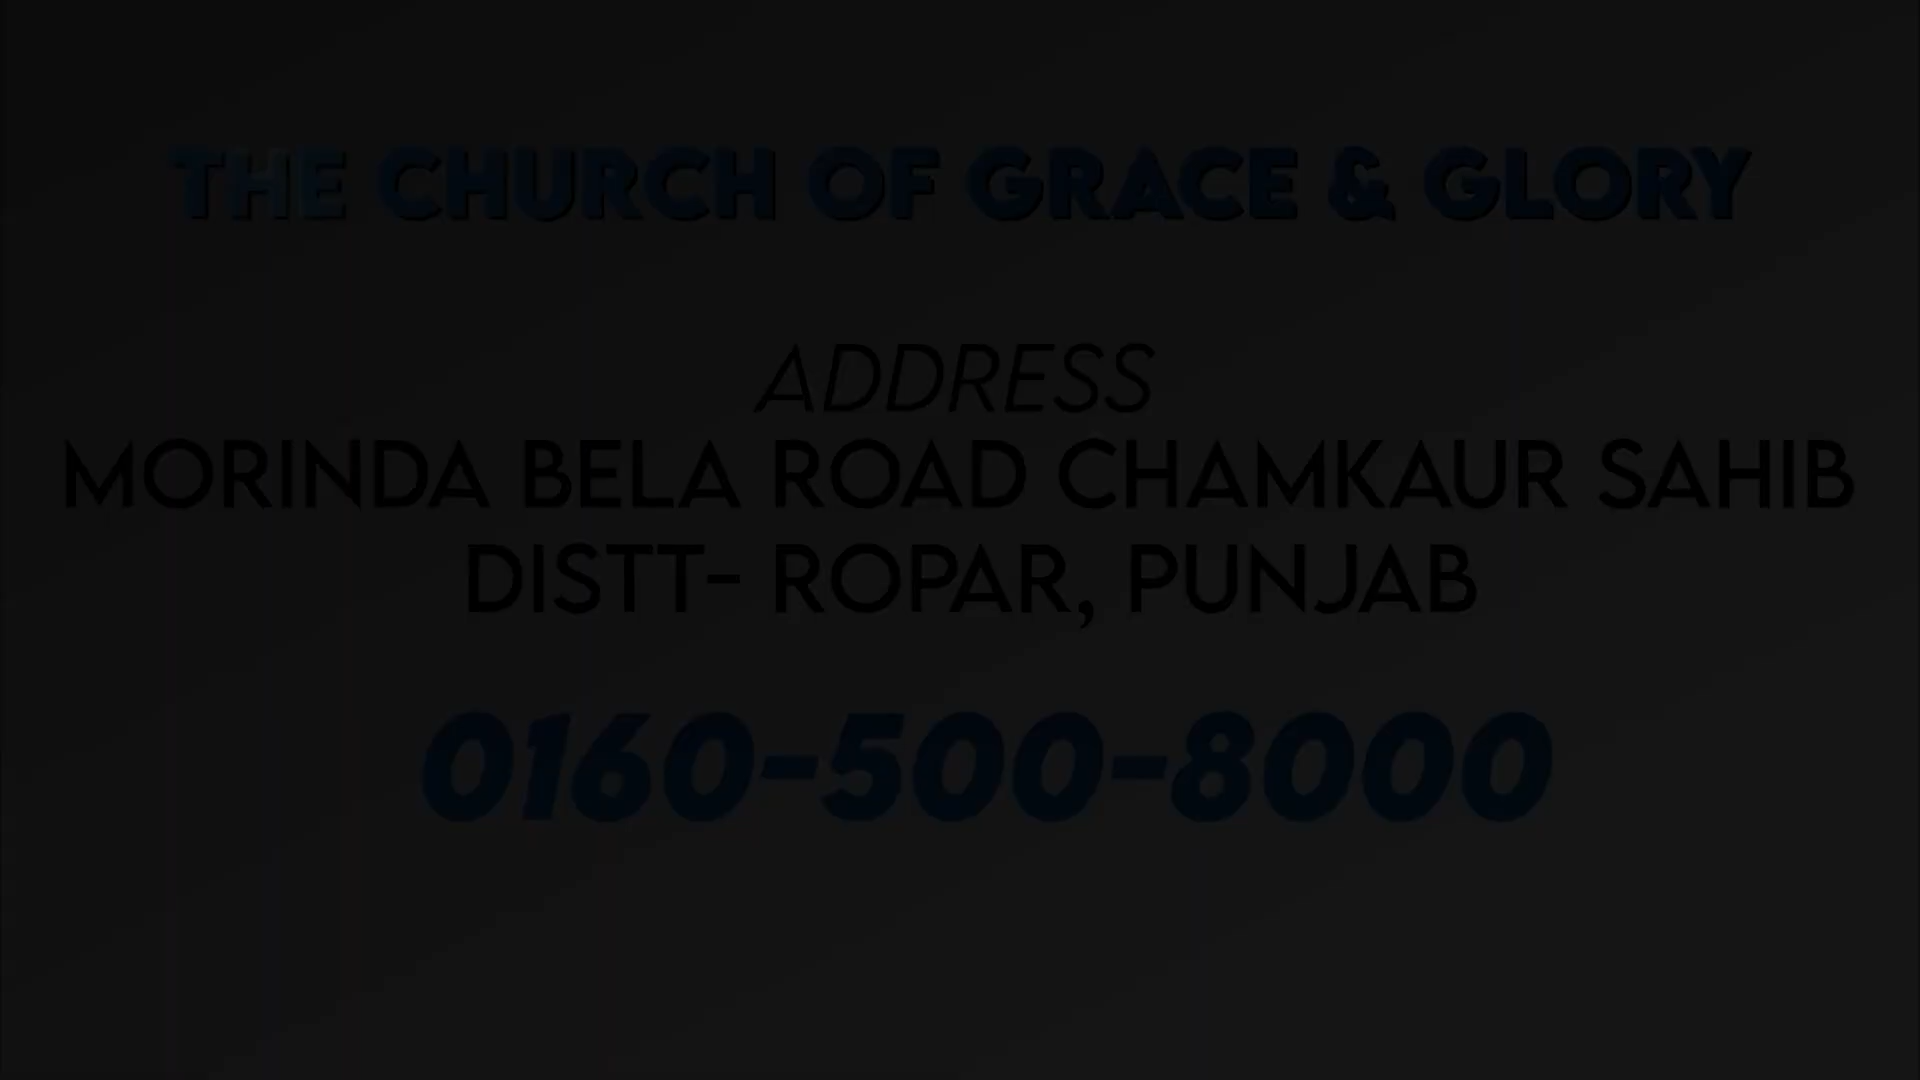 THE CHURCH OF GRACE & GLORY
ADDRESS
MORINDA BELA ROAD CHAMKAUR SAHIB
DISTT- ROPAR, PUNJAB
0160-500-8000